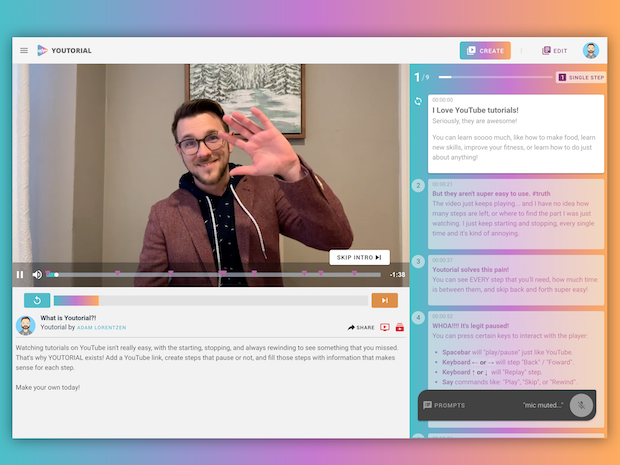 YOUTORIAL
CREATE
EDIT
1 / 9
1 SINGLE STEP
00:00:00
I Love YouTube tutorials!
Seriously, they are awesome!
You can learn soooo much, like how to make food, learn
new skills, improve your fitness, or learn how to do just
about anything!
2
00:00:21
But they aren't super easy to use. #truth
The video just keeps playing... and I have no idea how
many steps are left, or where to find the part I was just
watching. I just keep starting and stopping, every single
time and it's kind of annoying.
3
00:00:37
Youtorial solves this pain!
You can see EVERY step that you'll need, how much time
is between them, and skip back and forth super easy!
4
00:00:52
WHOA!!!! It's legit paused!
You can press certain keys to interact with the player.
• Spacebar will "play/pause" just like YouTube.
• Keyboard ← or → will step "Back" / "Foward".
• Keyboard ↑ or ↓ will "Replay" step.
• Say commands like: "Play", "Skip", or "Rewind".
PROMPTS
"mic muted..."
SKIP INTRO
-1:38
What is Youtorial?!
Youtorial by ADAM LORENTZEN
SHARE
Watching tutorials on YouTube isn't really easy, with the starting, stopping, and always rewinding to see something that you missed.
That's why YOUTORIAL exists! Add a YouTube link, create steps that pause or not, and fill those steps with information that makes
sense for each step.
Make your own today!